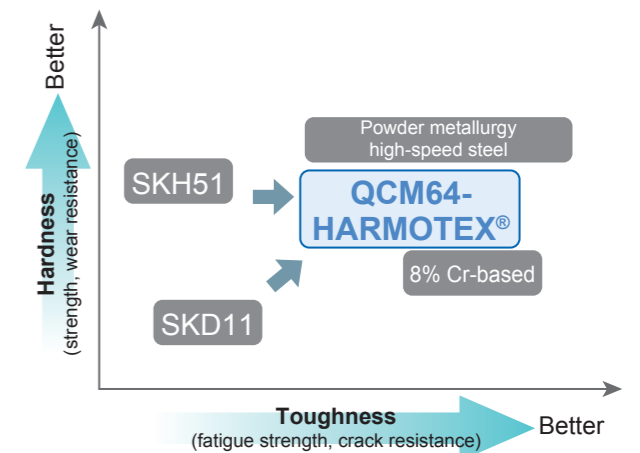 Better
Hardness
(strength, wear resistance)
Powder metallurgy
high-speed steel
SKH51
QCM64-
HARMOTEX®
8% Cr-based
SKD11
Toughness
(fatigue strength, crack resistance)
Better